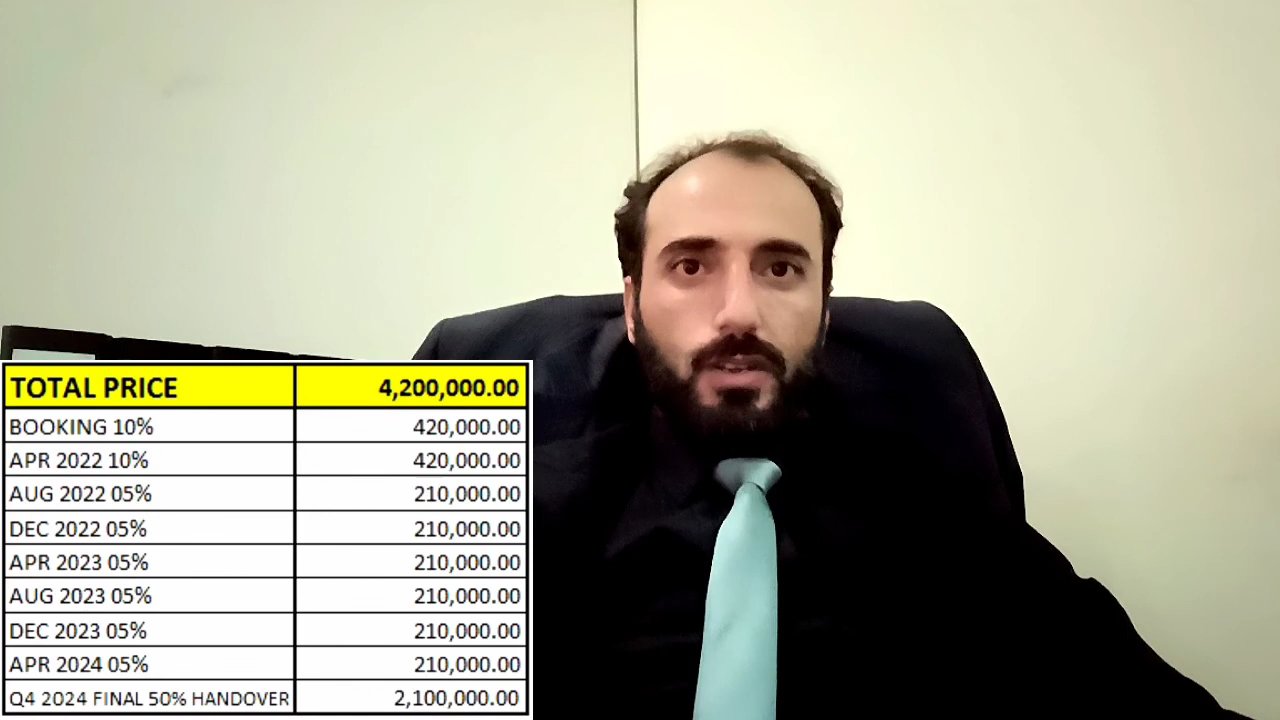 TOTAL PRICE 4,200,000.00
BOOKING 10% 420,000.00
APR 2022 10% 420,000.00
AUG 2022 05% 210,000.00
DEC 2022 05% 210,000.00
APR 2023 05% 210,000.00
AUG 2023 05% 210,000.00
DEC 2023 05% 210,000.00
APR 2024 05% 210,000.00
Q4 2024 FINAL 50% HANDOVER 2,100,000.00